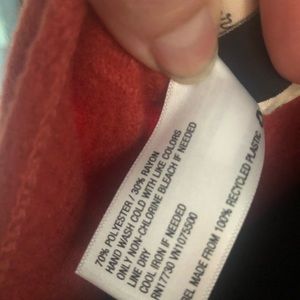 70% POLYESTER / 30% RAYON
HAND WASH COLD WITH LIKE COLORS
ONLY NON-CHLORINE BLEACH IF NEEDED
LINE DRY
COOL IRON IF NEEDED
RN17730 VN1075500
MADE FROM 100% RECYCLED PLASTIC